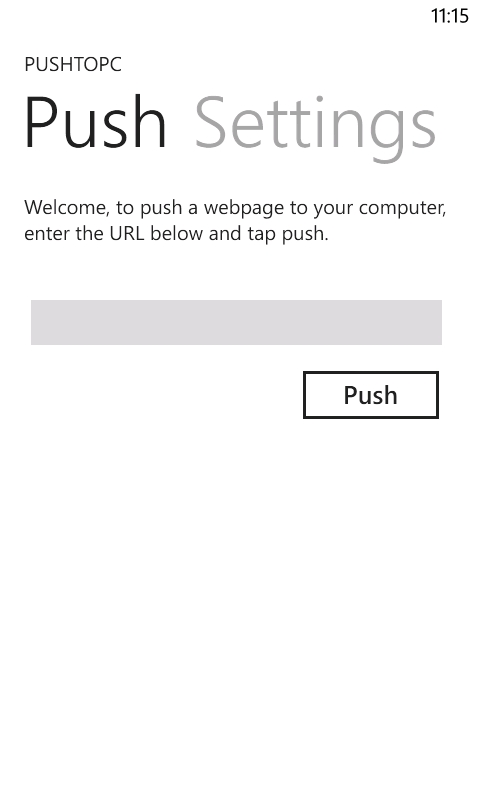 11:15
PUSHTOPC
Push Settings
Welcome, to push a webpage to your computer,
enter the URL below and tap push.
Push